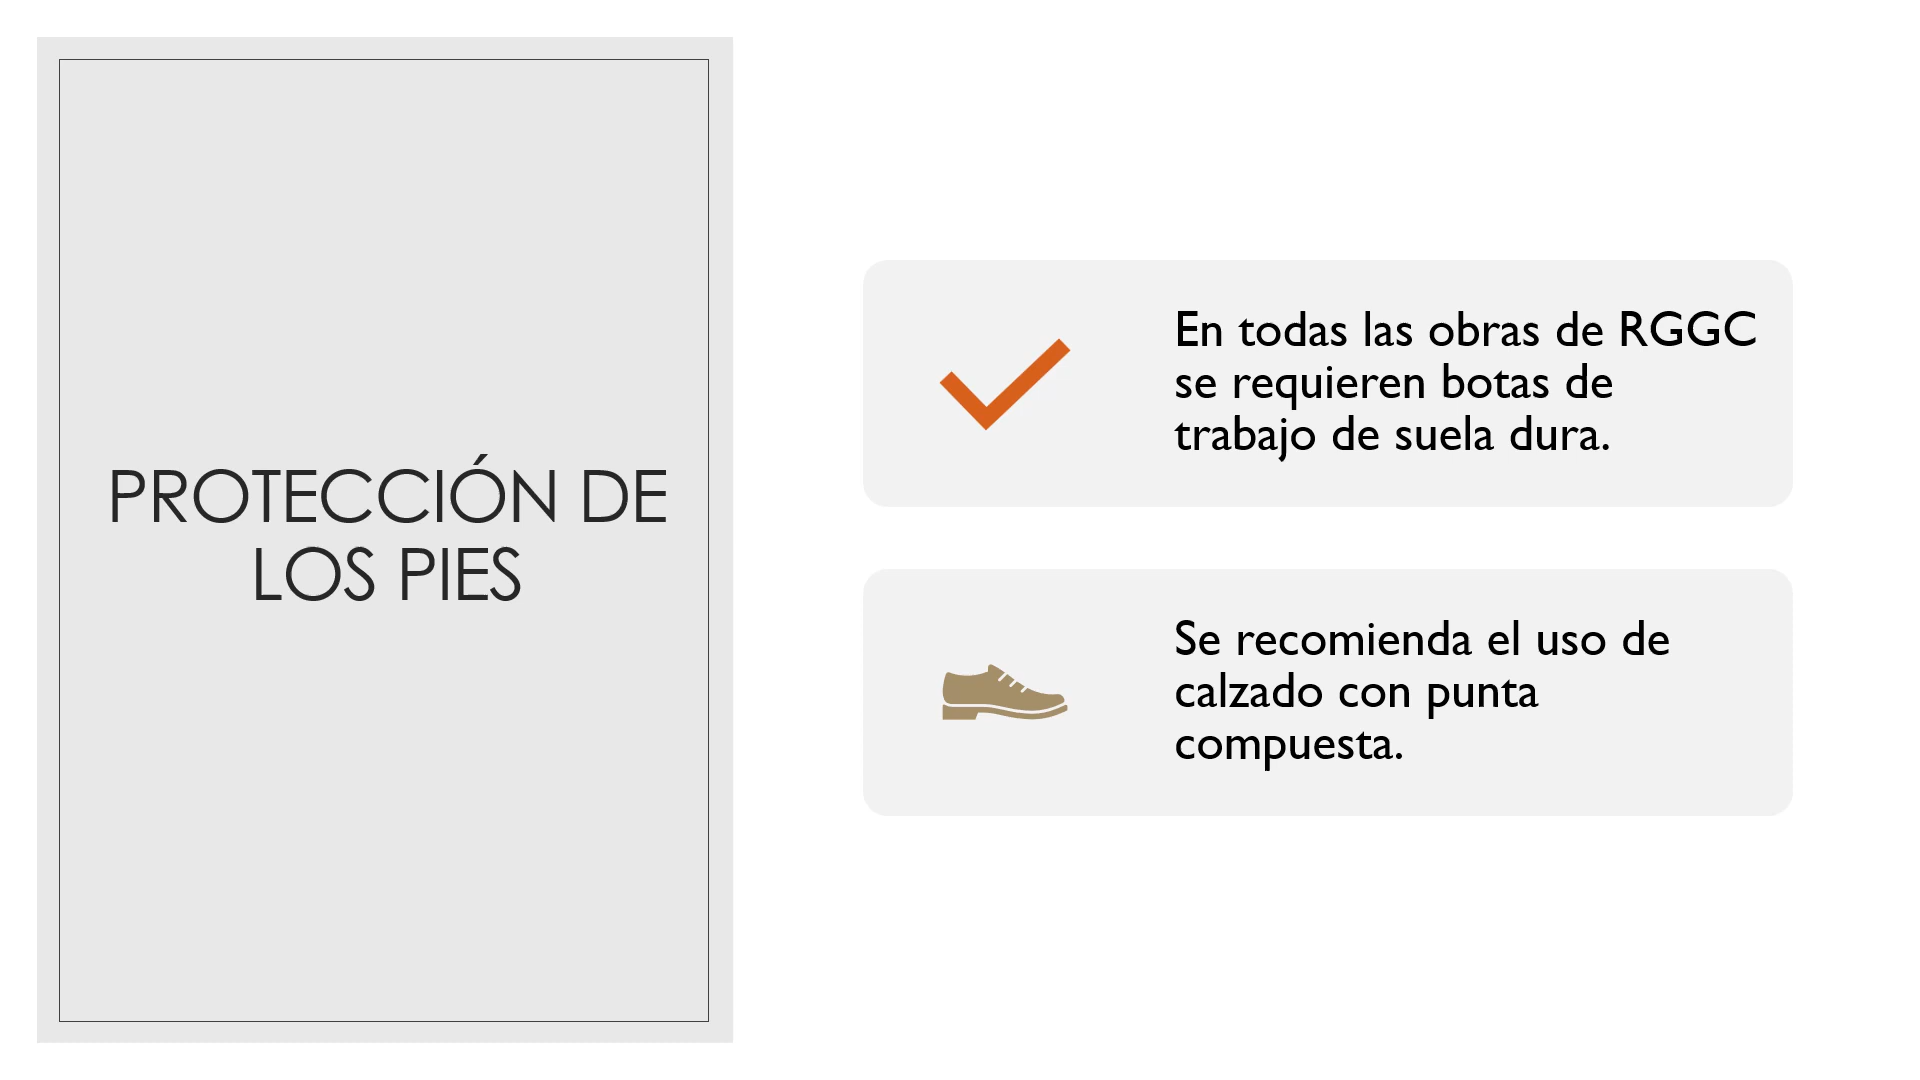 PROTECCIÓN DE
LOS PIES
En todas las obras de RGGC
se requieren botas de
trabajo de suela dura.
Se recomienda el uso de
calzado con punta
compuesta.